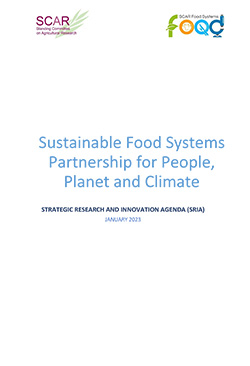 SCAR
Standing Committee
on Agricultural Research
SCAR Food Systems
food
Sustainable Food Systems
Partnership for People,
Planet and Climate
STRATEGIC RESEARCH AND INNOVATION AGENDA (SRIA)
JANUARY 2023